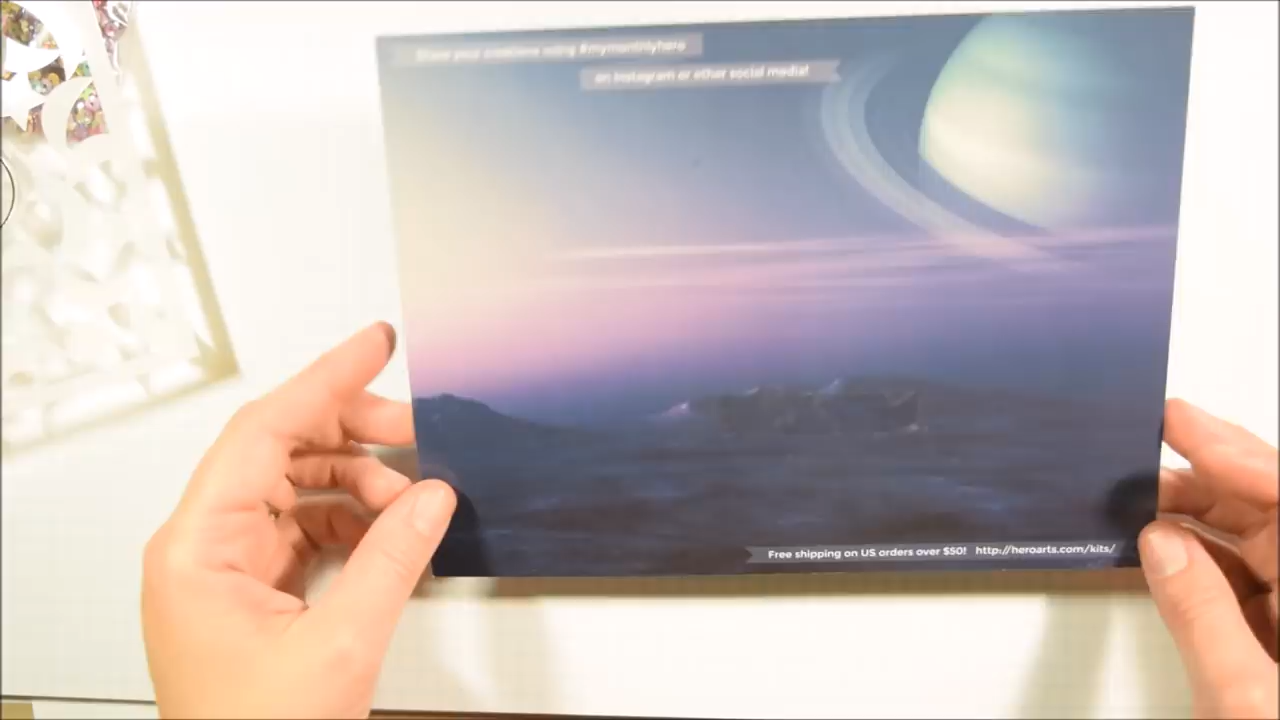 Share your creations using #mymonthlyhero
on Instagram or other social media!
Free shipping on US orders over $50! http://heroarts.com/kits/